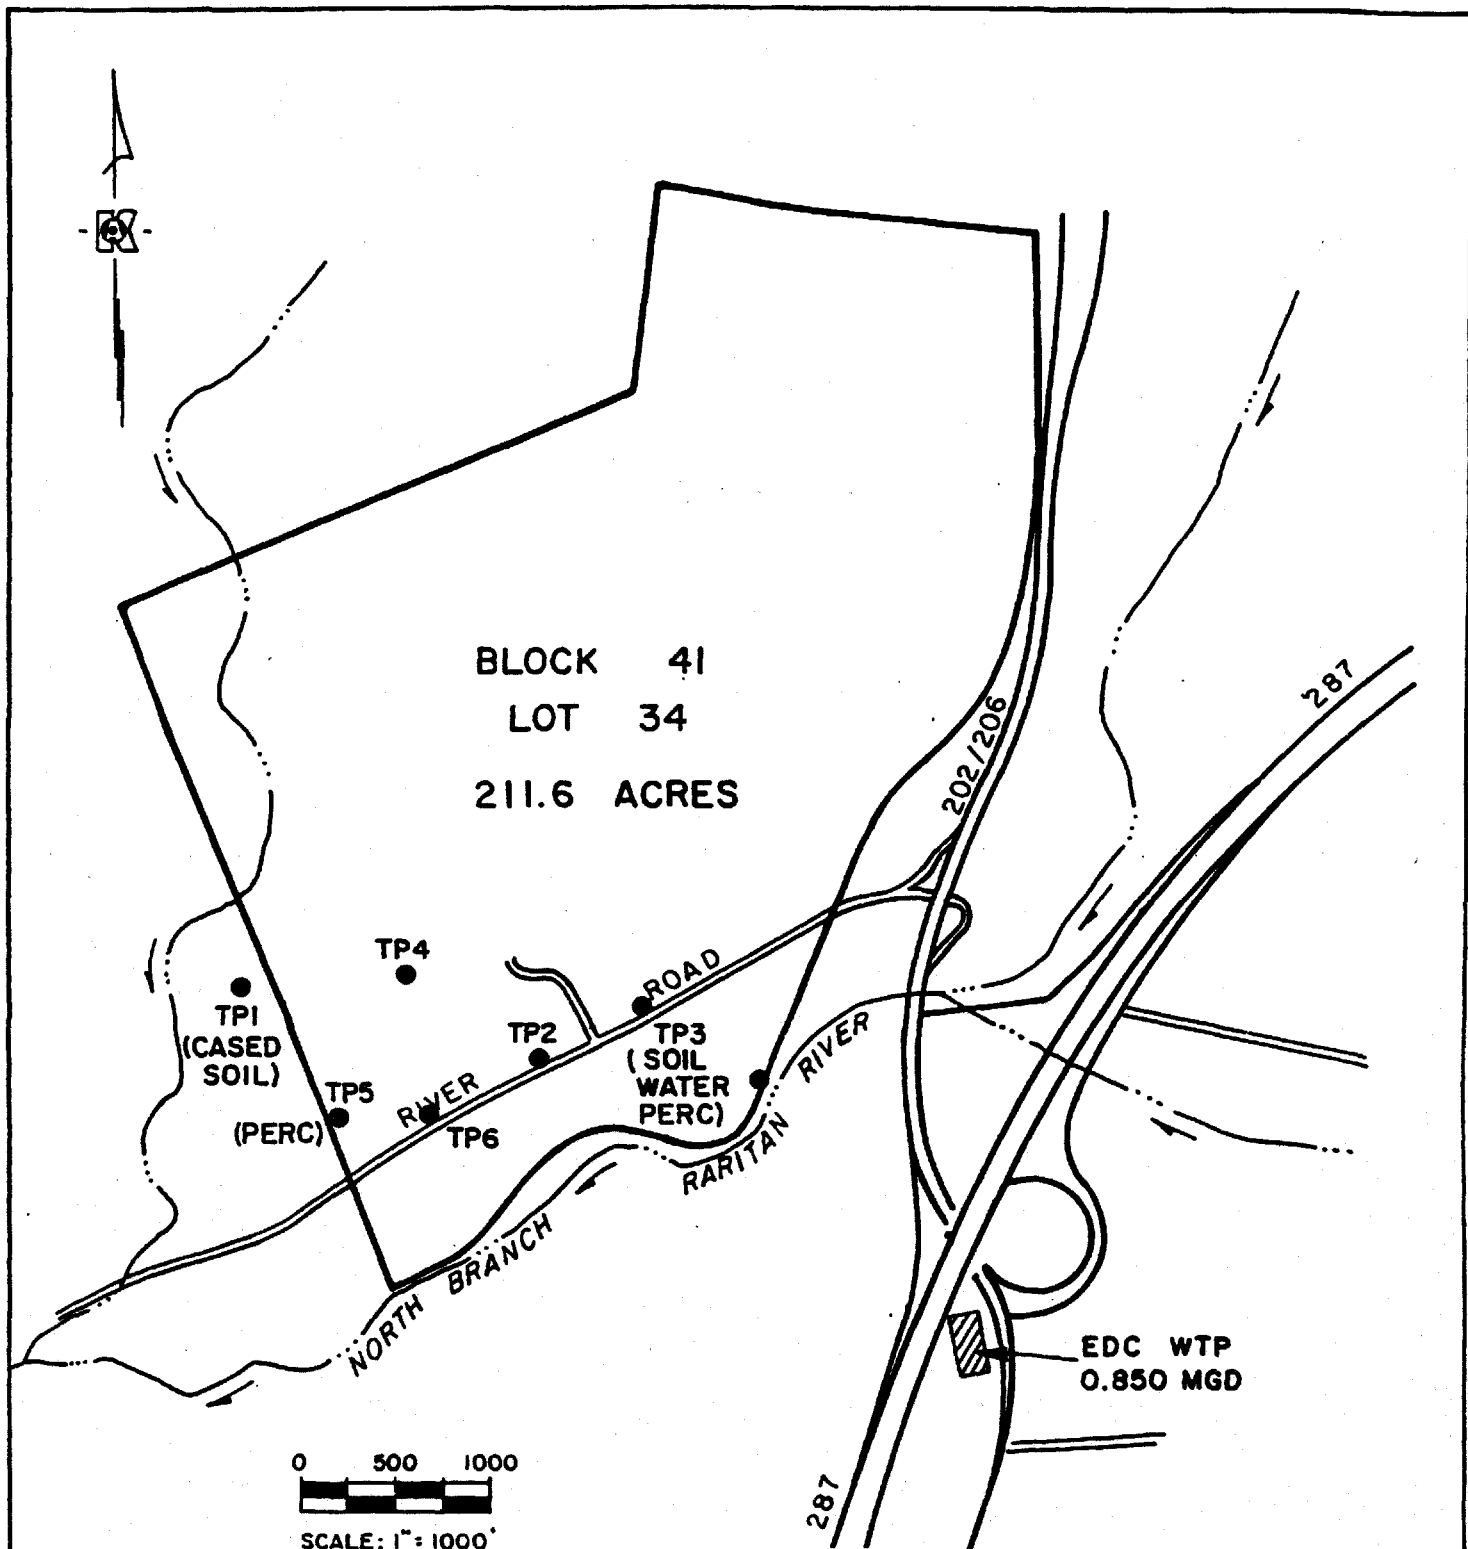 BLOCK 41
LOT 34
211.6 ACRES
287
202/206
TP4
ROAD
TP1
(CASED
SOIL)
TP2
TP3
(SOIL
WATER
PERC)
RIVER
TP5
(PERC)
RIVER
TP6
RARITAN
BRANCH
NORTH
EDC WTP
0.850 MGD
0 500 1000
SCALE: 1" = 1000'
287